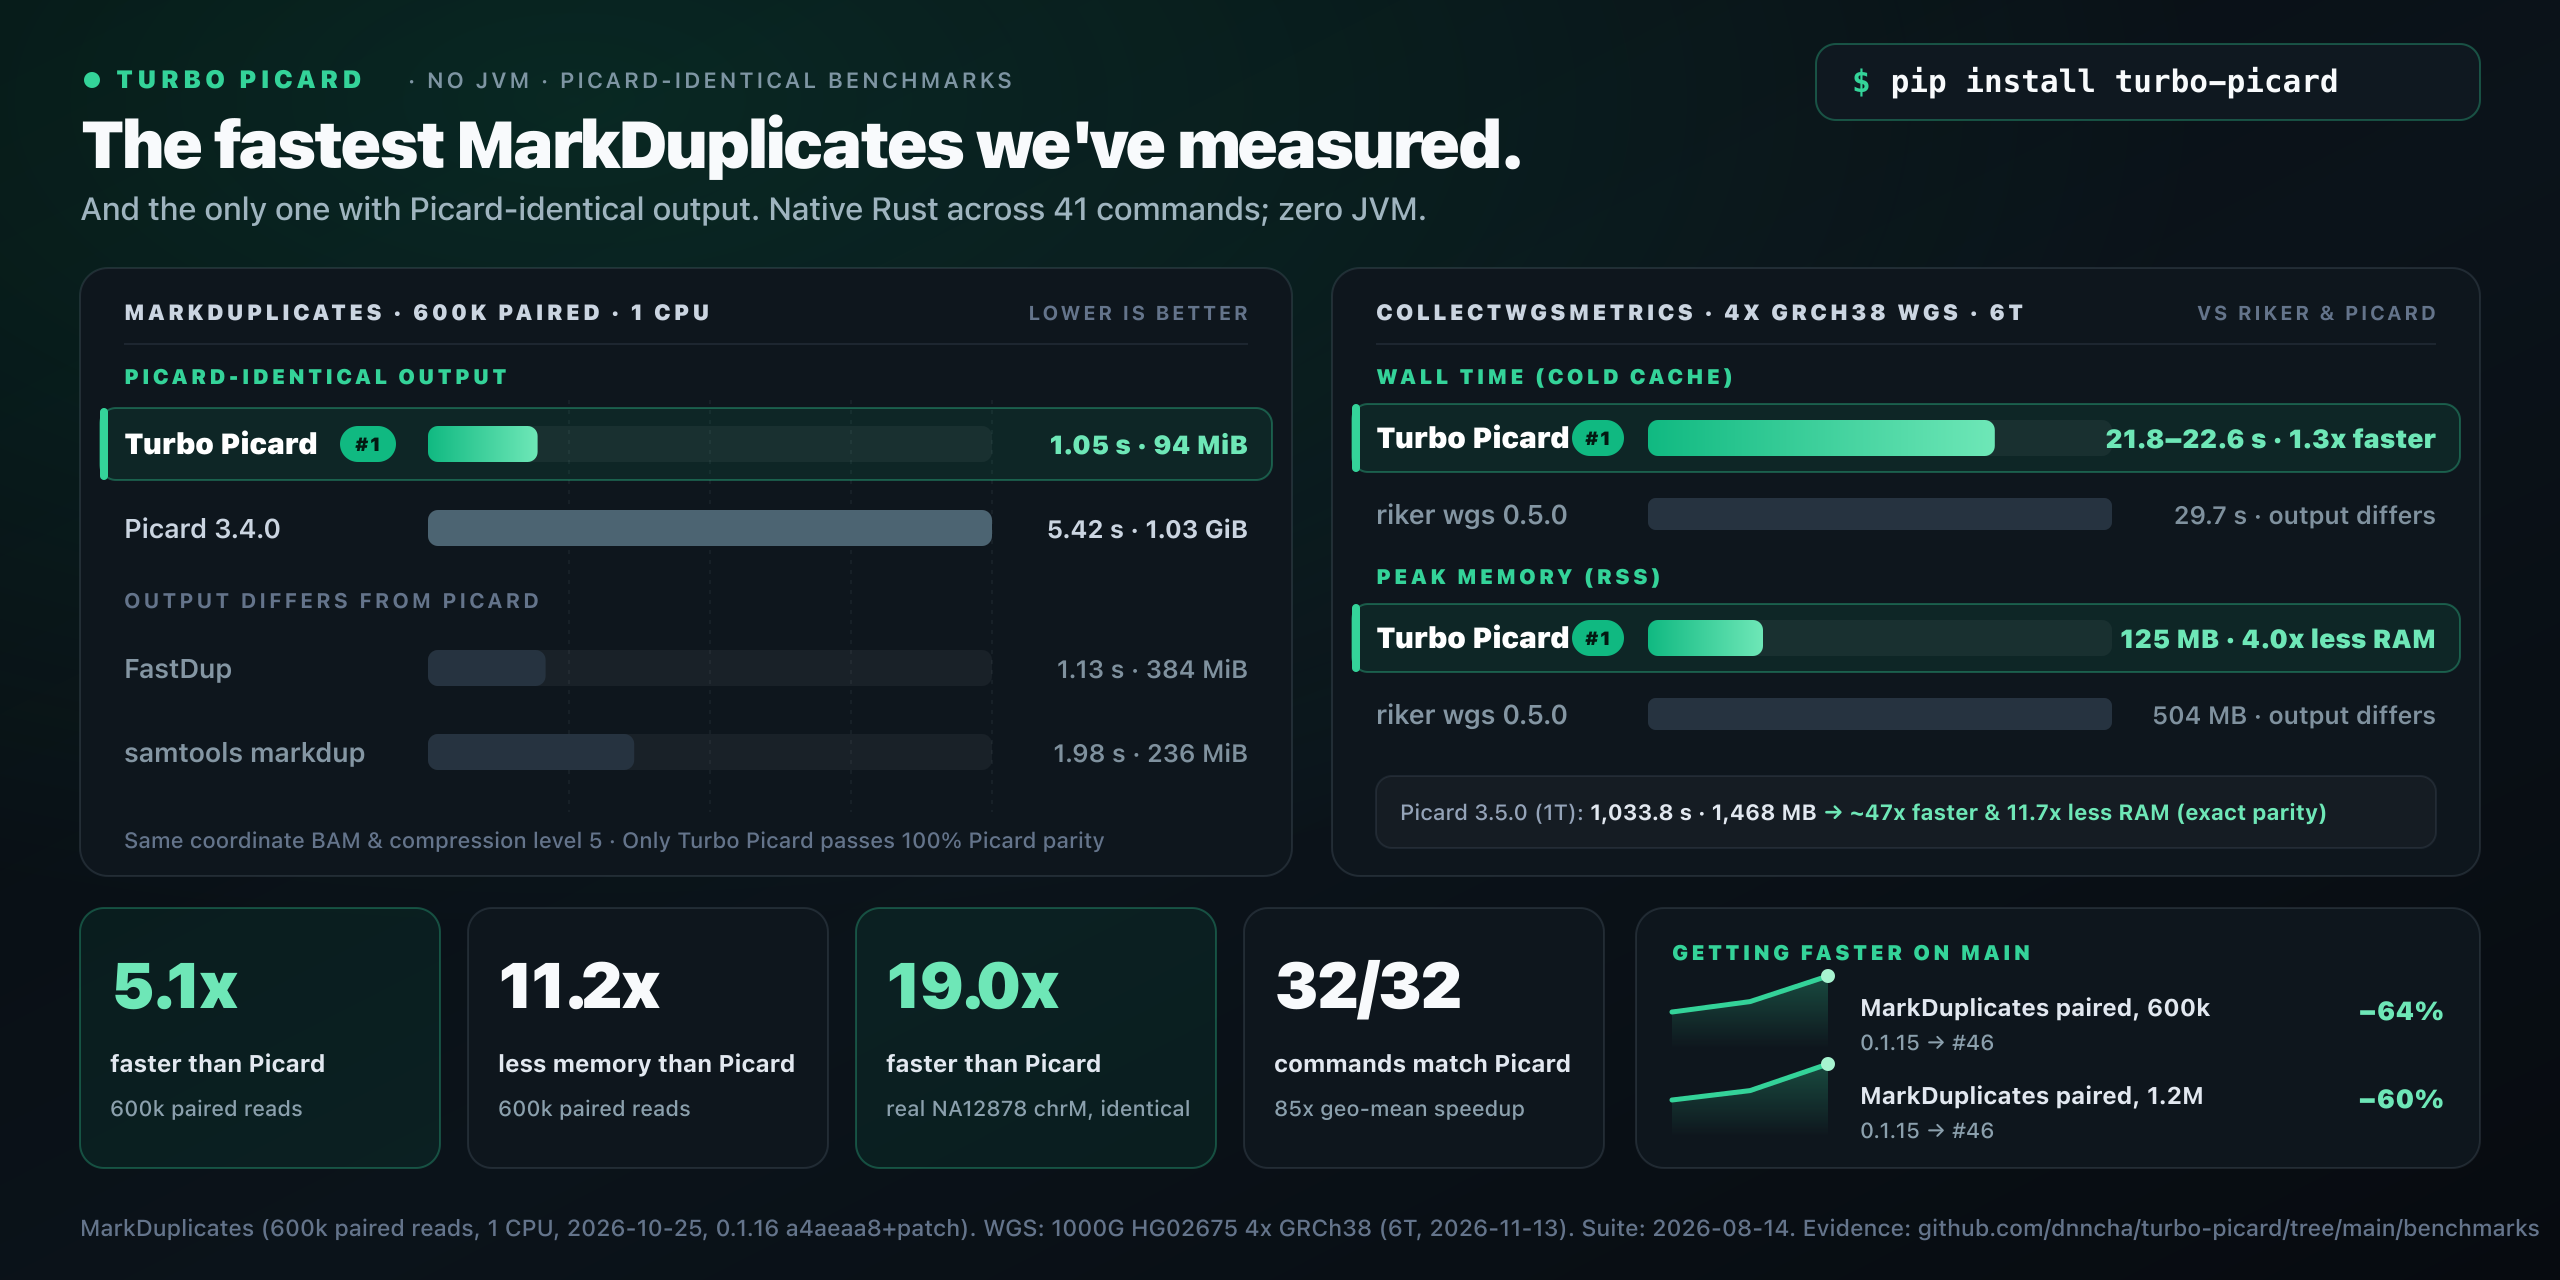 TURBO PICARD · NO JVM · PICARD-IDENTICAL BENCHMARKS
$ pip install turbo-picard
The fastest MarkDuplicates we've measured.
And the only one with Picard-identical output. Native Rust across 41 commands; zero JVM.
MARKDUPLICATES · 600K PAIRED · 1 CPU
LOWER IS BETTER
PICARD-IDENTICAL OUTPUT
Turbo Picard #1 1.05 s · 94 MiB
Picard 3.4.0 5.42 s · 1.03 GiB
OUTPUT DIFFERS FROM PICARD
FastDup 1.13 s · 384 MiB
samtools markdup 1.98 s · 236 MiB
Same coordinate BAM & compression level 5 · Only Turbo Picard passes 100% Picard parity
COLLECTWGSMETRICS · 4X GRCH38 WGS · 6T
VS RIKER & PICARD
WALL TIME (COLD CACHE)
Turbo Picard #1 21.8–22.6 s · 1.3x faster
riker wgs 0.5.0 29.7 s · output differs
PEAK MEMORY (RSS)
Turbo Picard #1 125 MB · 4.0x less RAM
riker wgs 0.5.0 504 MB · output differs
Picard 3.5.0 (1T): 1,033.8 s · 1,468 MB → ~47x faster & 11.7x less RAM (exact parity)
5.1x
faster than Picard
600k paired reads
11.2x
less memory than Picard
600k paired reads
19.0x
faster than Picard
real NA12878 chrM, identical
32/32
commands match Picard
85x geo-mean speedup
GETTING FASTER ON MAIN
MarkDuplicates paired, 600k −64%
0.1.15 → #46
MarkDuplicates paired, 1.2M −60%
0.1.15 → #46
MarkDuplicates (600k paired reads, 1 CPU, 2026-10-25, 0.1.16 a4aeaa8+patch). WGS: 1000G HG02675 4x GRCh38 (6T, 2026-11-13). Suite: 2026-08-14. Evidence: github.com/dnncha/turbo-picard/tree/main/benchmarks